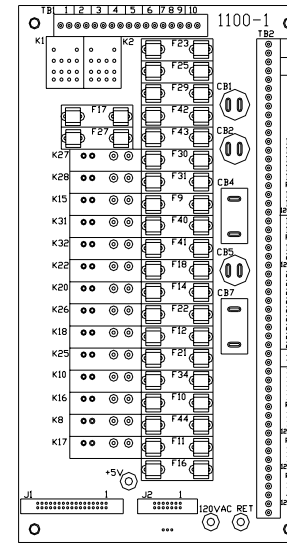 TB1 1 2 3 4 5 6 7 8 9 10
1100-1
K1 K2 F23 TB2
F25
F29 CB1
F17 F42
F27 F43 CB2
K27 F30
K28 F31
K15 F9 CB4
K31 F40
K32 F41
K22 F18 CB5
K20 F14
K26 F22 CB7
K18 F12
K25 F21
K10 F34
K16 F10
K8 F44
K17 F11
+5V F16
J1 1 J2 1
120VAC RET